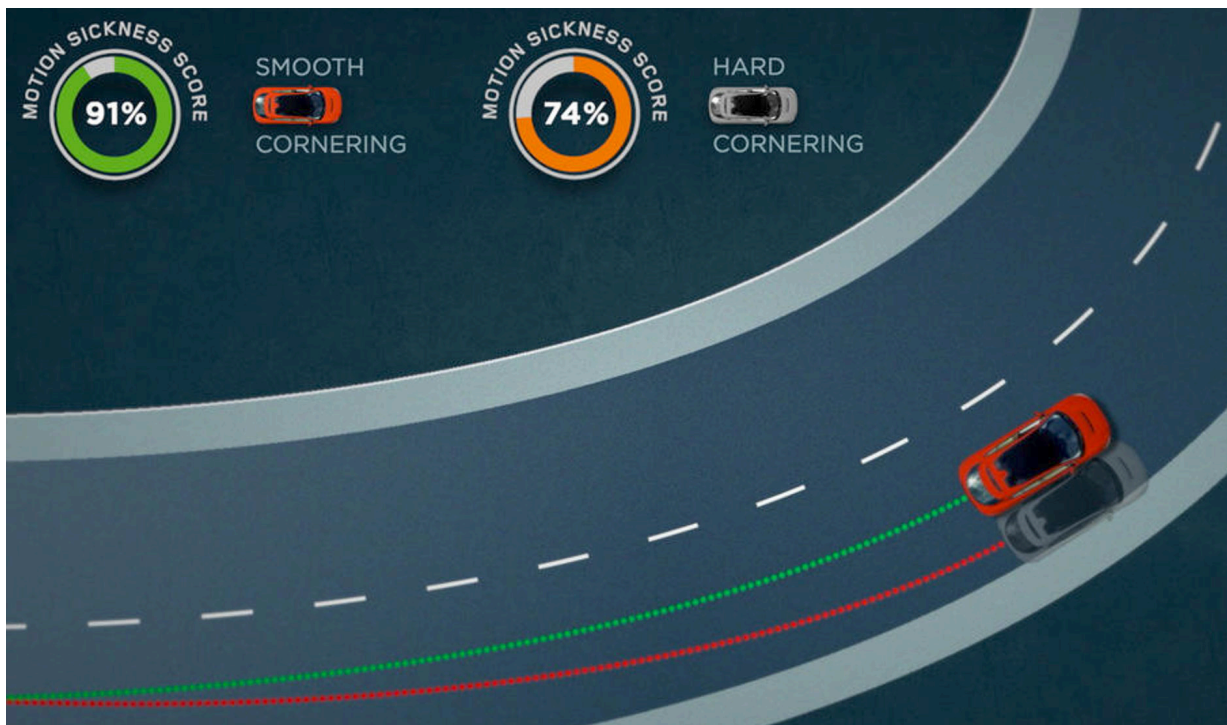 MOTION SICKNESS SCORE
91%
SMOOTH
CORNERING
MOTION SICKNESS SCORE
74%
HARD
CORNERING